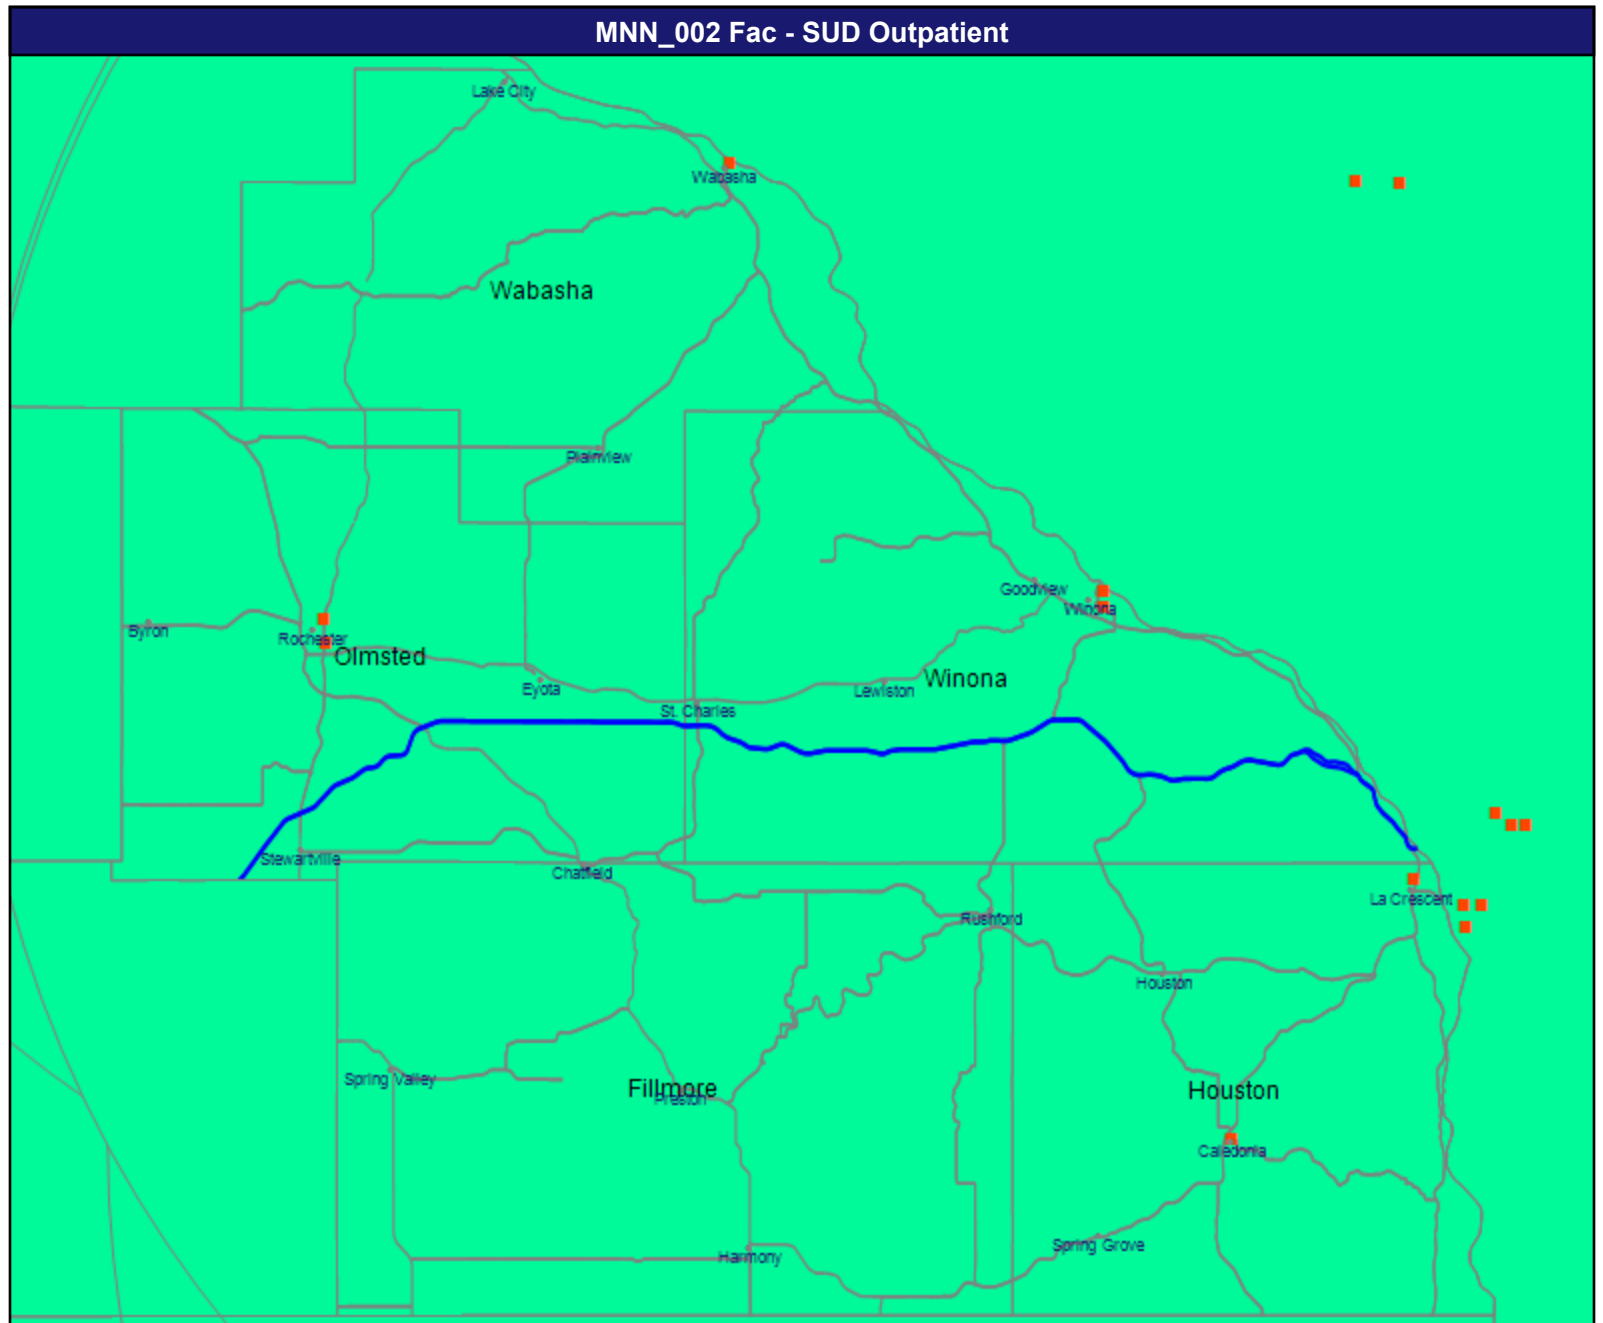 MNN_002 Fac - SUD Outpatient
Lake City
Wabasha
Wabasha
Plainview
Goodview
Winona
Byron
Rochester
Olmsted
Eyota
Winona
Lewiston
St. Charles
Stewartville
Chatfield
La Crescent
Rushford
Houston
Spring Valley
Fillmore
Preston
Houston
Caledonia
Spring Grove
Harmony